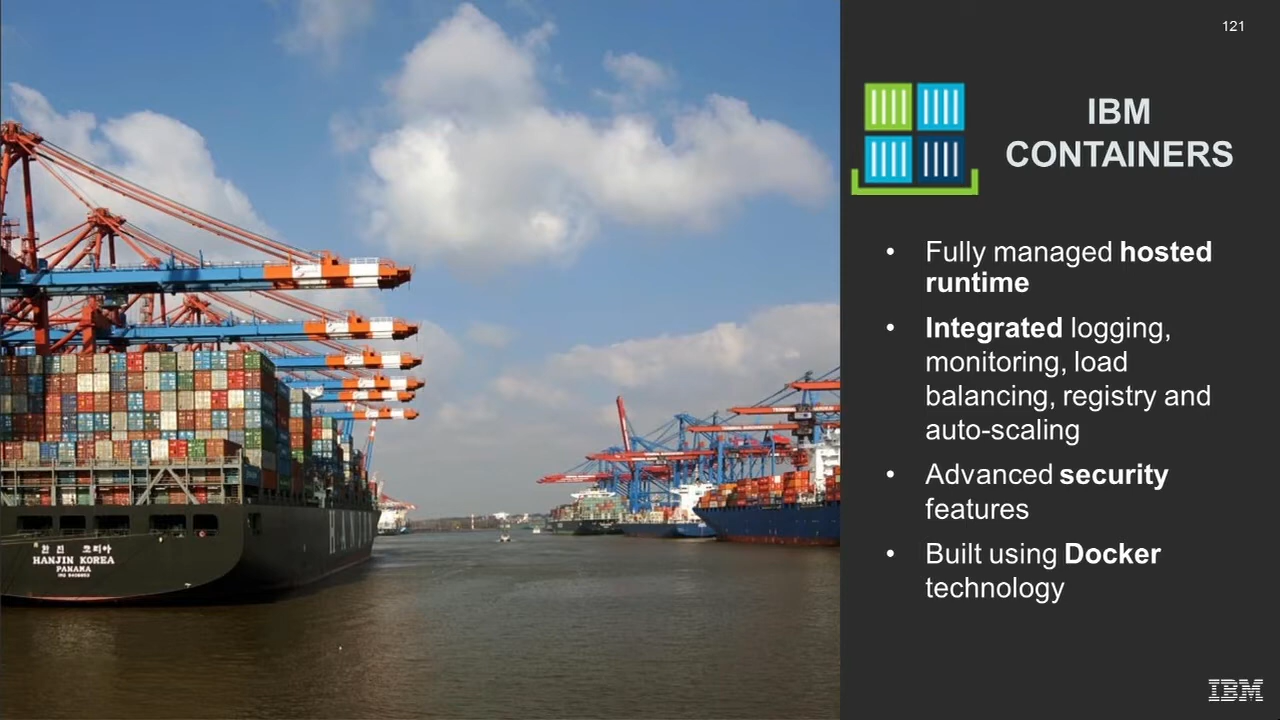 121
IBM
CONTAINERS
• Fully managed hosted
runtime
• Integrated logging,
monitoring, load
balancing, registry and
auto-scaling
• Advanced security
features
• Built using Docker
technology
IBM
한진 코리아
HANJIN KOREA
PANAMA